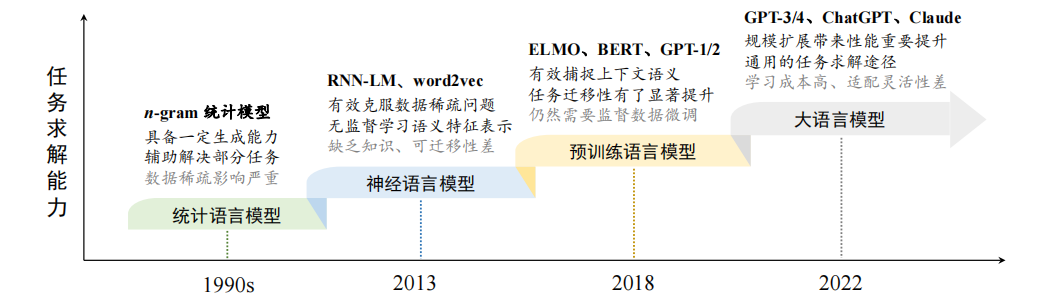 任务求解能力
n-gram 统计模型
具备一定生成能力
辅助解决部分任务
数据稀疏影响严重
统计语言模型
1990s
RNN-LM、word2vec
有效克服数据稀疏问题
无监督学习语义特征表示
缺乏知识、可迁移性差
神经语言模型
2013
ELMO、BERT、GPT-1/2
有效捕捉上下文语义
任务迁移性有了显著提升
仍然需要监督数据微调
预训练语言模型
2018
GPT-3/4、ChatGPT、Claude
规模扩展带来性能重要提升
通用的任务求解途径
学习成本高、适配灵活性差
大语言模型
2022